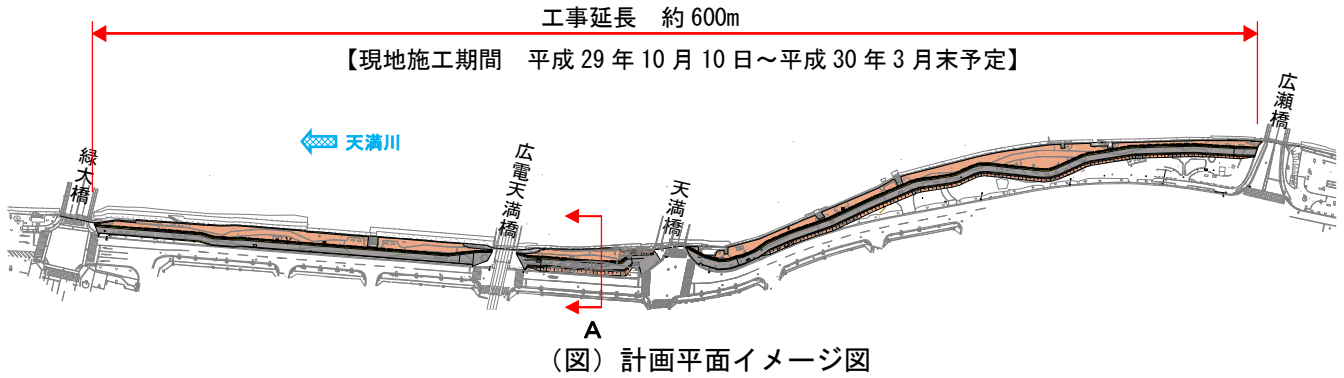 工事延長　約600m
【現地施工期間　平成29年10月10日～平成30年3月末予定】
広瀬橋
天満川
緑大橋
広電天満橋
天満橋
A
（図）計画平面イメージ図